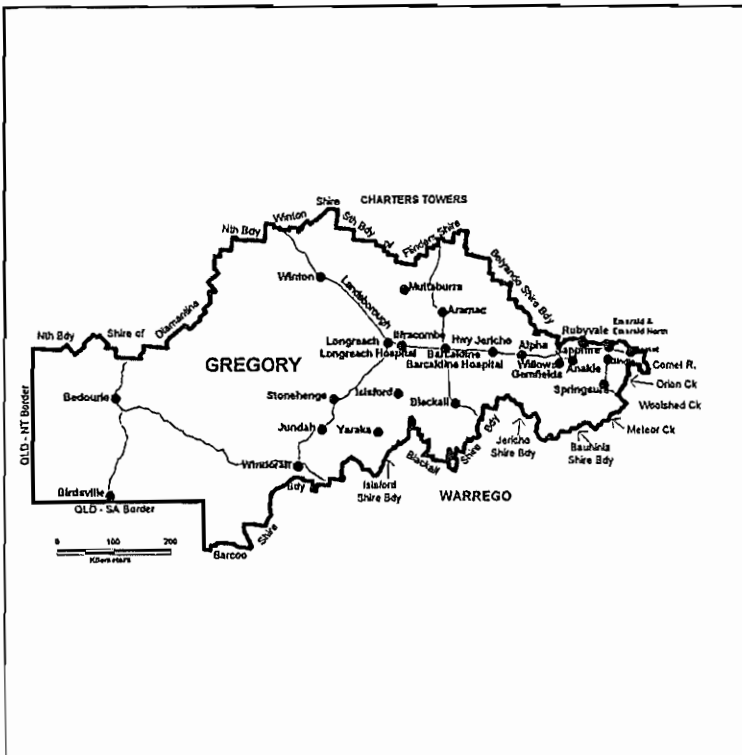 CHARTERS TOWERS
Shire
Winton
Nth Bdy
Sth Bdy
Flinders Shire
Belyando Shire Bdy
Diamantina
Shire of
Nth Bdy
Winton
Landsborough
Muttaburra
Aramac
Rubyvale
Emerald &
Emerald North
Longreach
Longreach Hospital
Ilfracombe
Barcaldine
Barcaldine Hospital
Hwy
Jericho
Alpha
Sapphire
Willows
Gemfields
Anakie
Comet R.
GREGORY
Springsure
Orion Ck
Woolshed Ck
Meteor Ck
QLD - NT Border
Bedourie
Stonehenge
Isisford
Blackall
Jundah
Yaraka
Windorah
Bdy
Isisford
Shire Bdy
Blackall
Shire
Bdy
Jericho
Shire Bdy
Bauhinia
Shire Bdy
WARREGO
Birdsville
QLD - SA Border
Barcoo
Shire
0 100 200
Kilometers